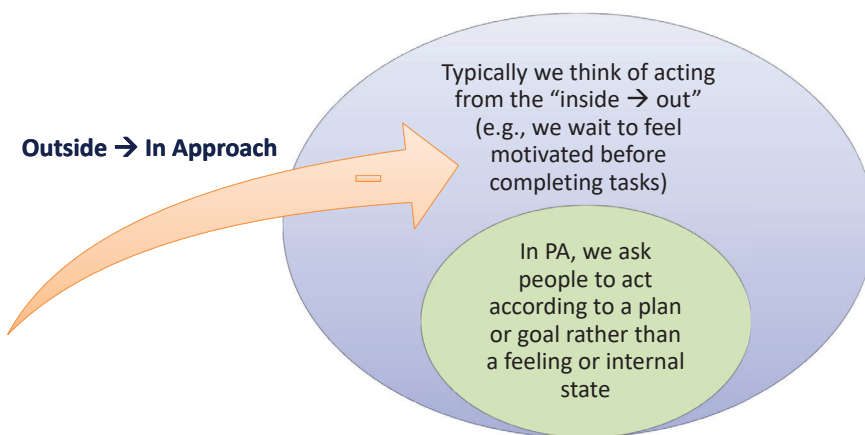 Typically we think of acting
from the “inside → out”
(e.g., we wait to feel
motivated before
completing tasks)
Outside → In Approach
In PA, we ask
people to act
according to a plan
or goal rather than
a feeling or internal
state